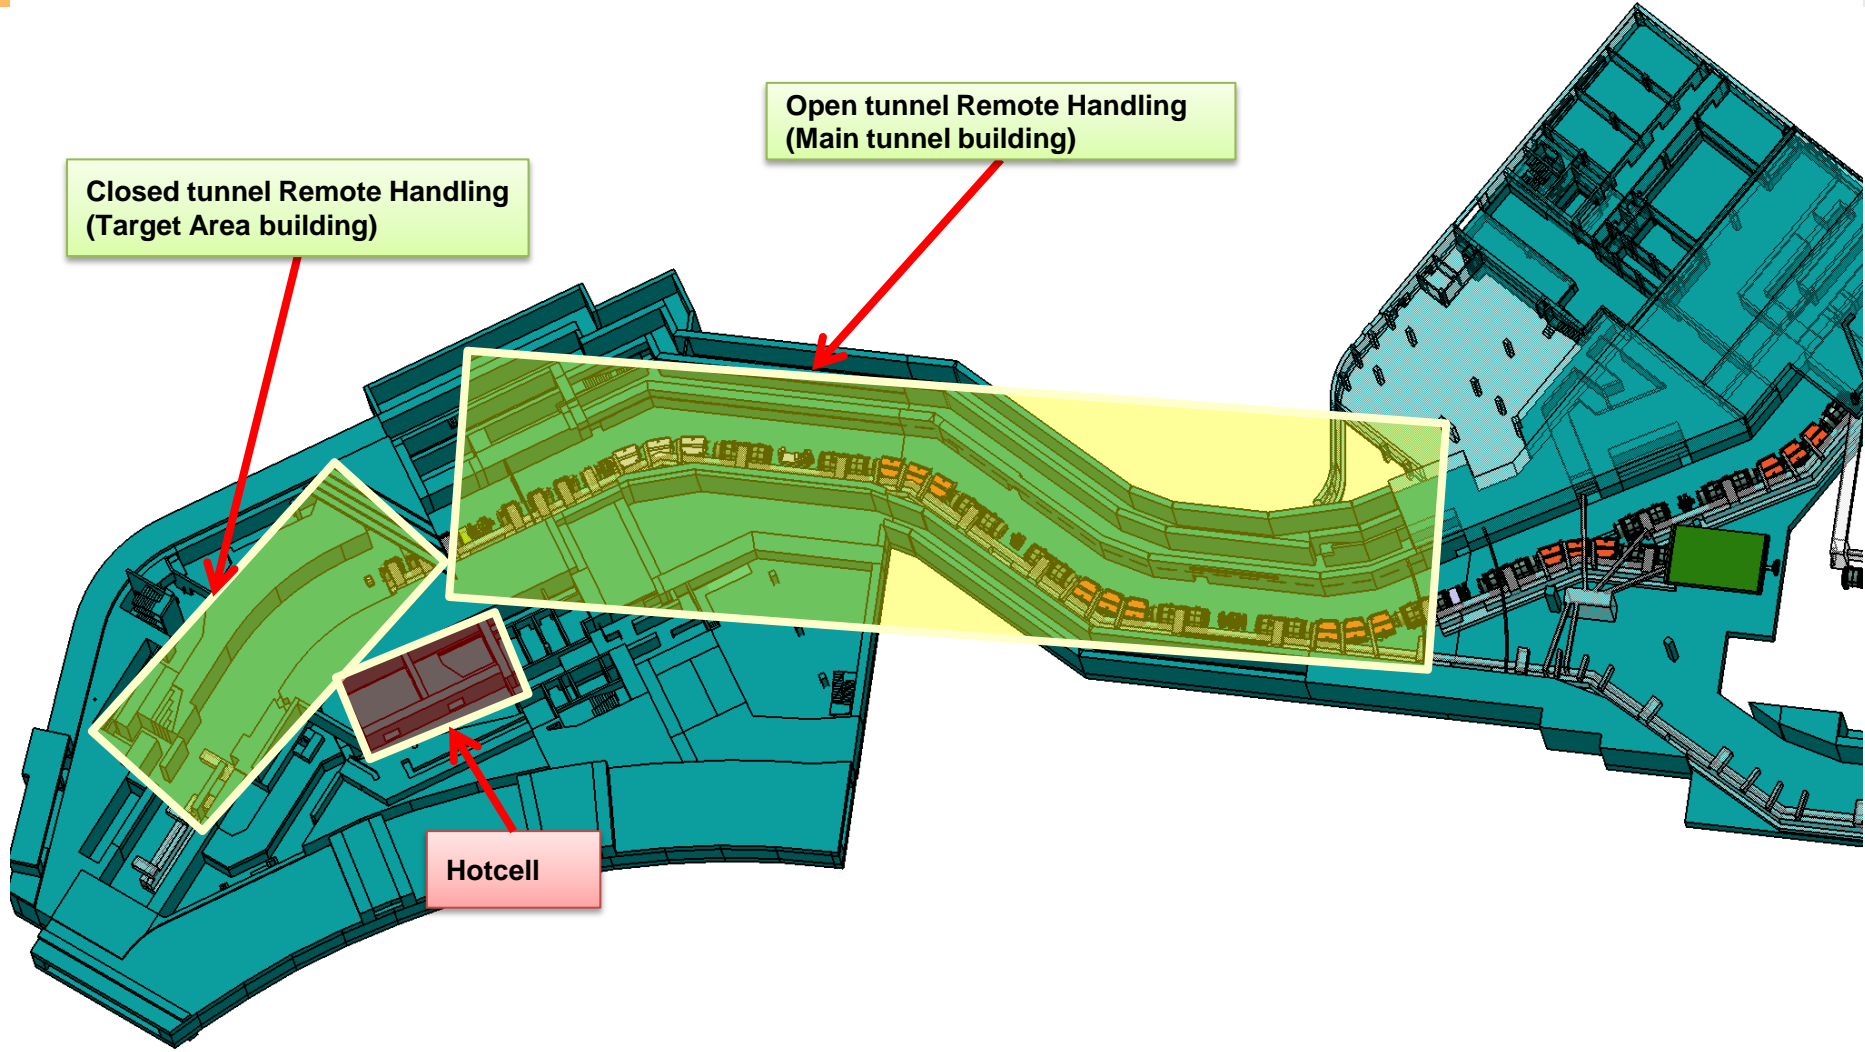 Open tunnel Remote Handling
(Main tunnel building)
Closed tunnel Remote Handling
(Target Area building)
Hotcell